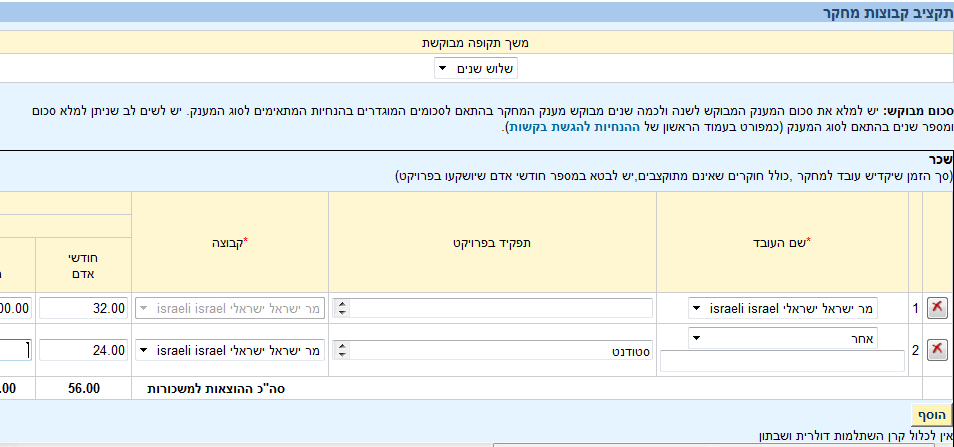 תקציב קבוצות מחקר
משך תקופה מבוקשת
שלוש שנים
סכום מבוקש: יש למלא את סכום המענק המבוקש לשנה ולכמה שנים מבוקש מענק המחקר בהתאם לסכומים המוגדרים בהנחיות המתאימים לסוג המענק. יש לשים לב שניתן למלא סכום
ומספר שנים בהתאם לסוג המענק (כמפורט בעמוד הראשון של ההנחיות להגשת בקשות).
שכר
(סך הזמן שיקדיש עובד למחקר ,כולל חוקרים שאינם מתוקצבים,יש לבטא במספר חודשי אדם שיושקעו בפרויקט)
*שם העובד תפקיד בפרויקט *קבוצה חודשי
אדם
1 מר ישראל ישראלי israeli israel מר ישראל ישראלי israeli israel 32.00 00.00
2 אחר סטודנט מר ישראל ישראלי israeli israel 24.00
סה"כ ההוצאות למשכורות 56.00 .00
הוסף
אין לכלול קרן השתלמות דולרית ושבתון